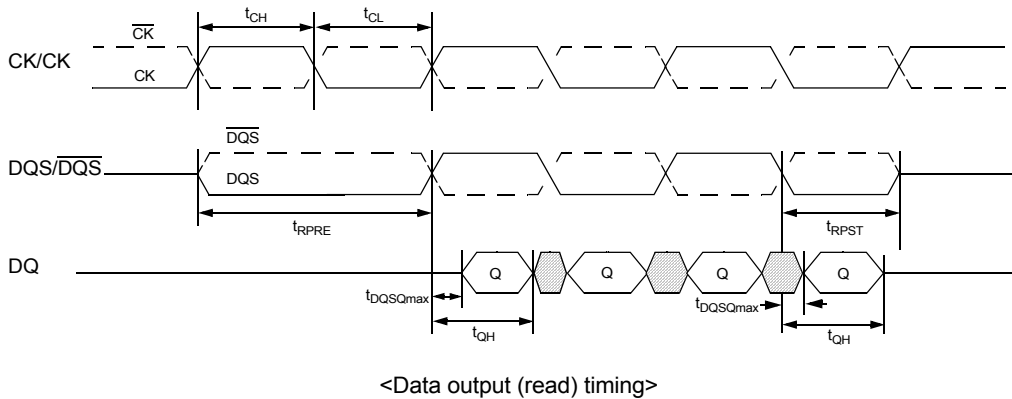 tCH tCL
CK
CK/CK
CK
DQS
DQS/DQS
DQS
tRPRE tRPST
DQ
Q Q Q Q
tDQSQmax tDQSQmax
tQH tQH
<Data output (read) timing>